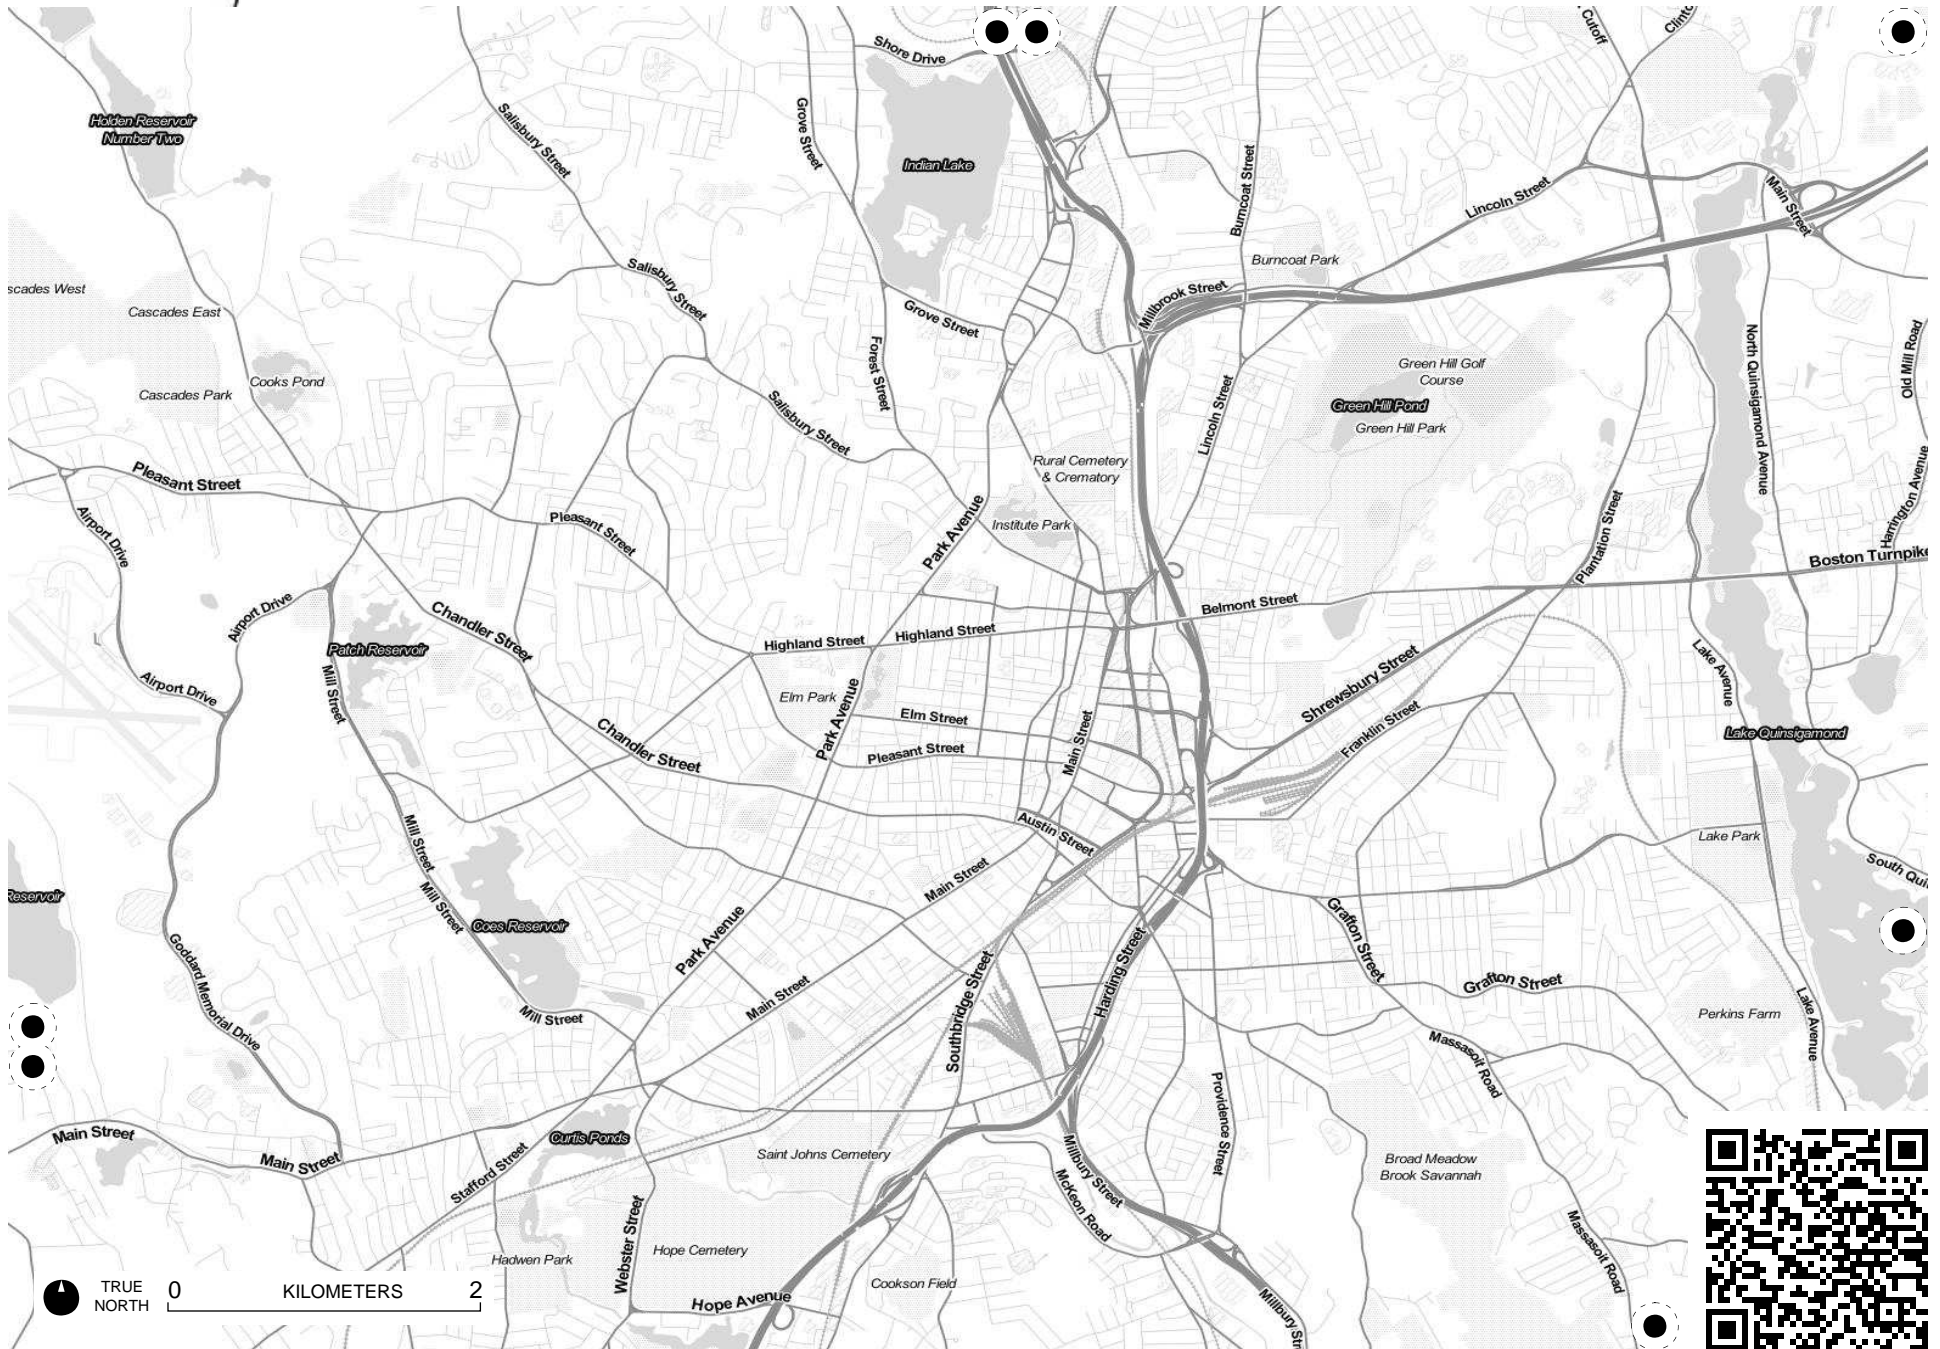 Cutoff
Shore Drive
Holden Reservoir
Number Two
Salisbury Street
Grove Street
Indian Lake
Burncoat Street
Lincoln Street
Main Street
Burncoat Park
Salisbury Street
scades West
Cascades East
Millbrook Street
Grove Street
Forest Street
North Quinsigamond Avenue
Old Mill Road
Green Hill Golf
Course
Cooks Pond
Cascades Park
Green Hill Pond
Green Hill Park
Salisbury Street
Lincoln Street
Rural Cemetery
& Crematory
Pleasant Street
Harrington Avenue
Airport Drive
Pleasant Street
Park Avenue
Institute Park
Plantation Street
Boston Turnpike
Airport Drive
Chandler Street
Belmont Street
Highland Street
Highland Street
Patch Reservoir
Mill Street
Airport Drive
Elm Park
Park Avenue
Elm Street
Shrewsbury Street
Lake Avenue
Franklin Street
Chandler Street
Main Street
Pleasant Street
Lake Quinsigamond
Mill Street
Austin Street
Lake Park
South Qui
Reservoir
Mill Street
Main Street
Coes Reservoir
Park Avenue
Grafton Street
Harding Street
Goddard Memorial Drive
Southbridge Street
Grafton Street
Main Street
Mill Street
Lake Avenue
Perkins Farm
Massasoit Road
Providence Street
Main Street
Curtis Ponds
Main Street
Saint Johns Cemetery
Stafford Street
Millbury Street
McKeon Road
Broad Meadow
Brook Savannah
Webster Street
Hadwen Park
Hope Cemetery
Massasoit Road
Cookson Field
Hope Avenue
Millbury Str
TRUE
NORTH
0 KILOMETERS 2